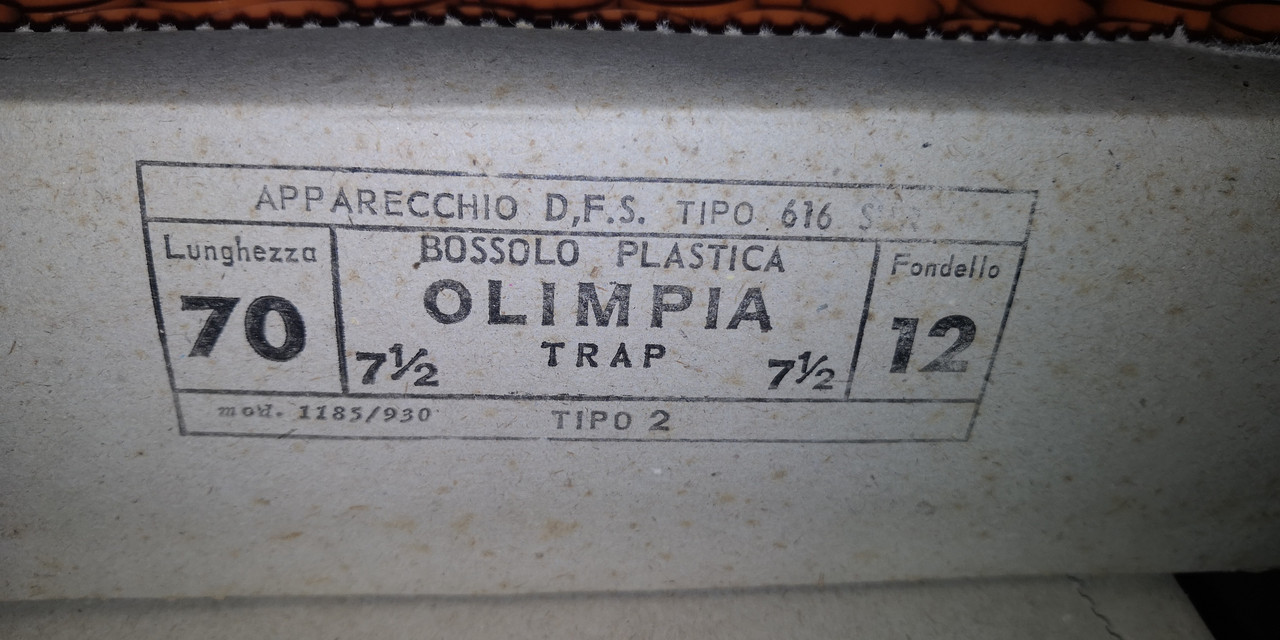 APPARECCHIO D,F.S. TIPO 616
Lunghezza
70
BOSSOLO PLASTICA
OLIMPIA
TRAP
7½ 7½
Fondello
12
mod. 1185/930 TIPO 2